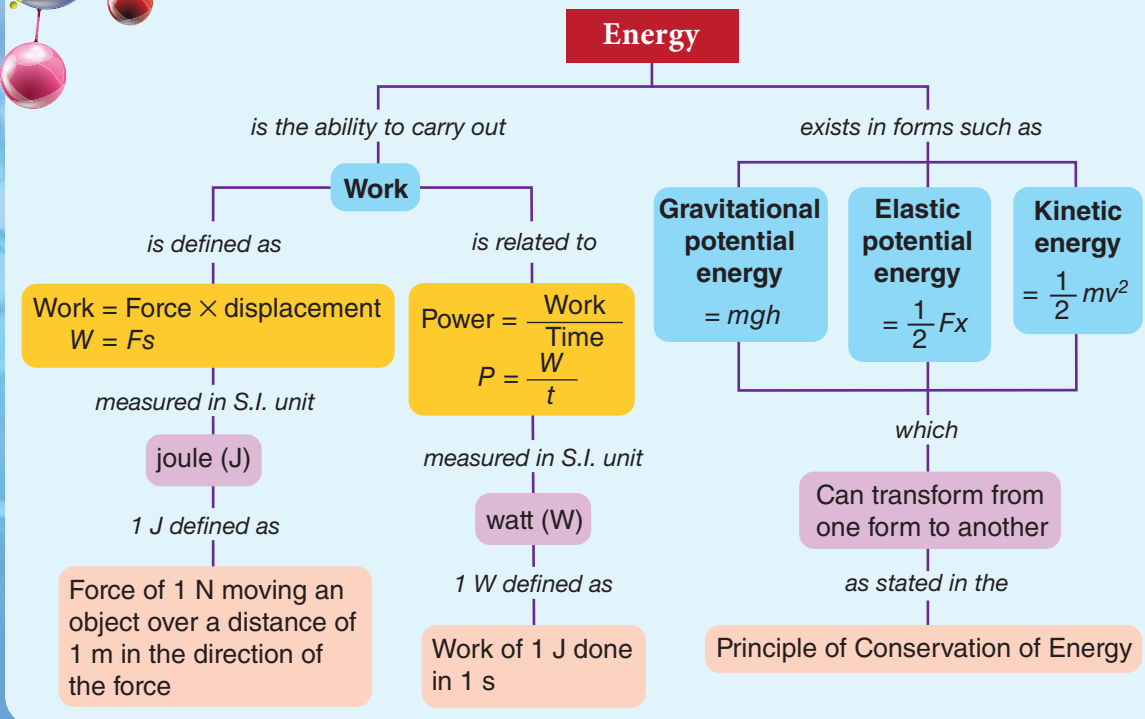 Energy
is the ability to carry out
Work
is defined as
Work = Force × displacement
W = Fs
measured in S.I. unit
joule (J)
1 J defined as
Force of 1 N moving an
object over a distance of
1 m in the direction of
the force
is related to
Power = Work / Time
P = W / t
measured in S.I. unit
watt (W)
1 W defined as
Work of 1 J done
in 1 s
exists in forms such as
Gravitational
potential
energy
= mgh
Elastic
potential
energy
= 1/2 Fx
Kinetic
energy
= 1/2 mv²
which
Can transform from
one form to another
as stated in the
Principle of Conservation of Energy